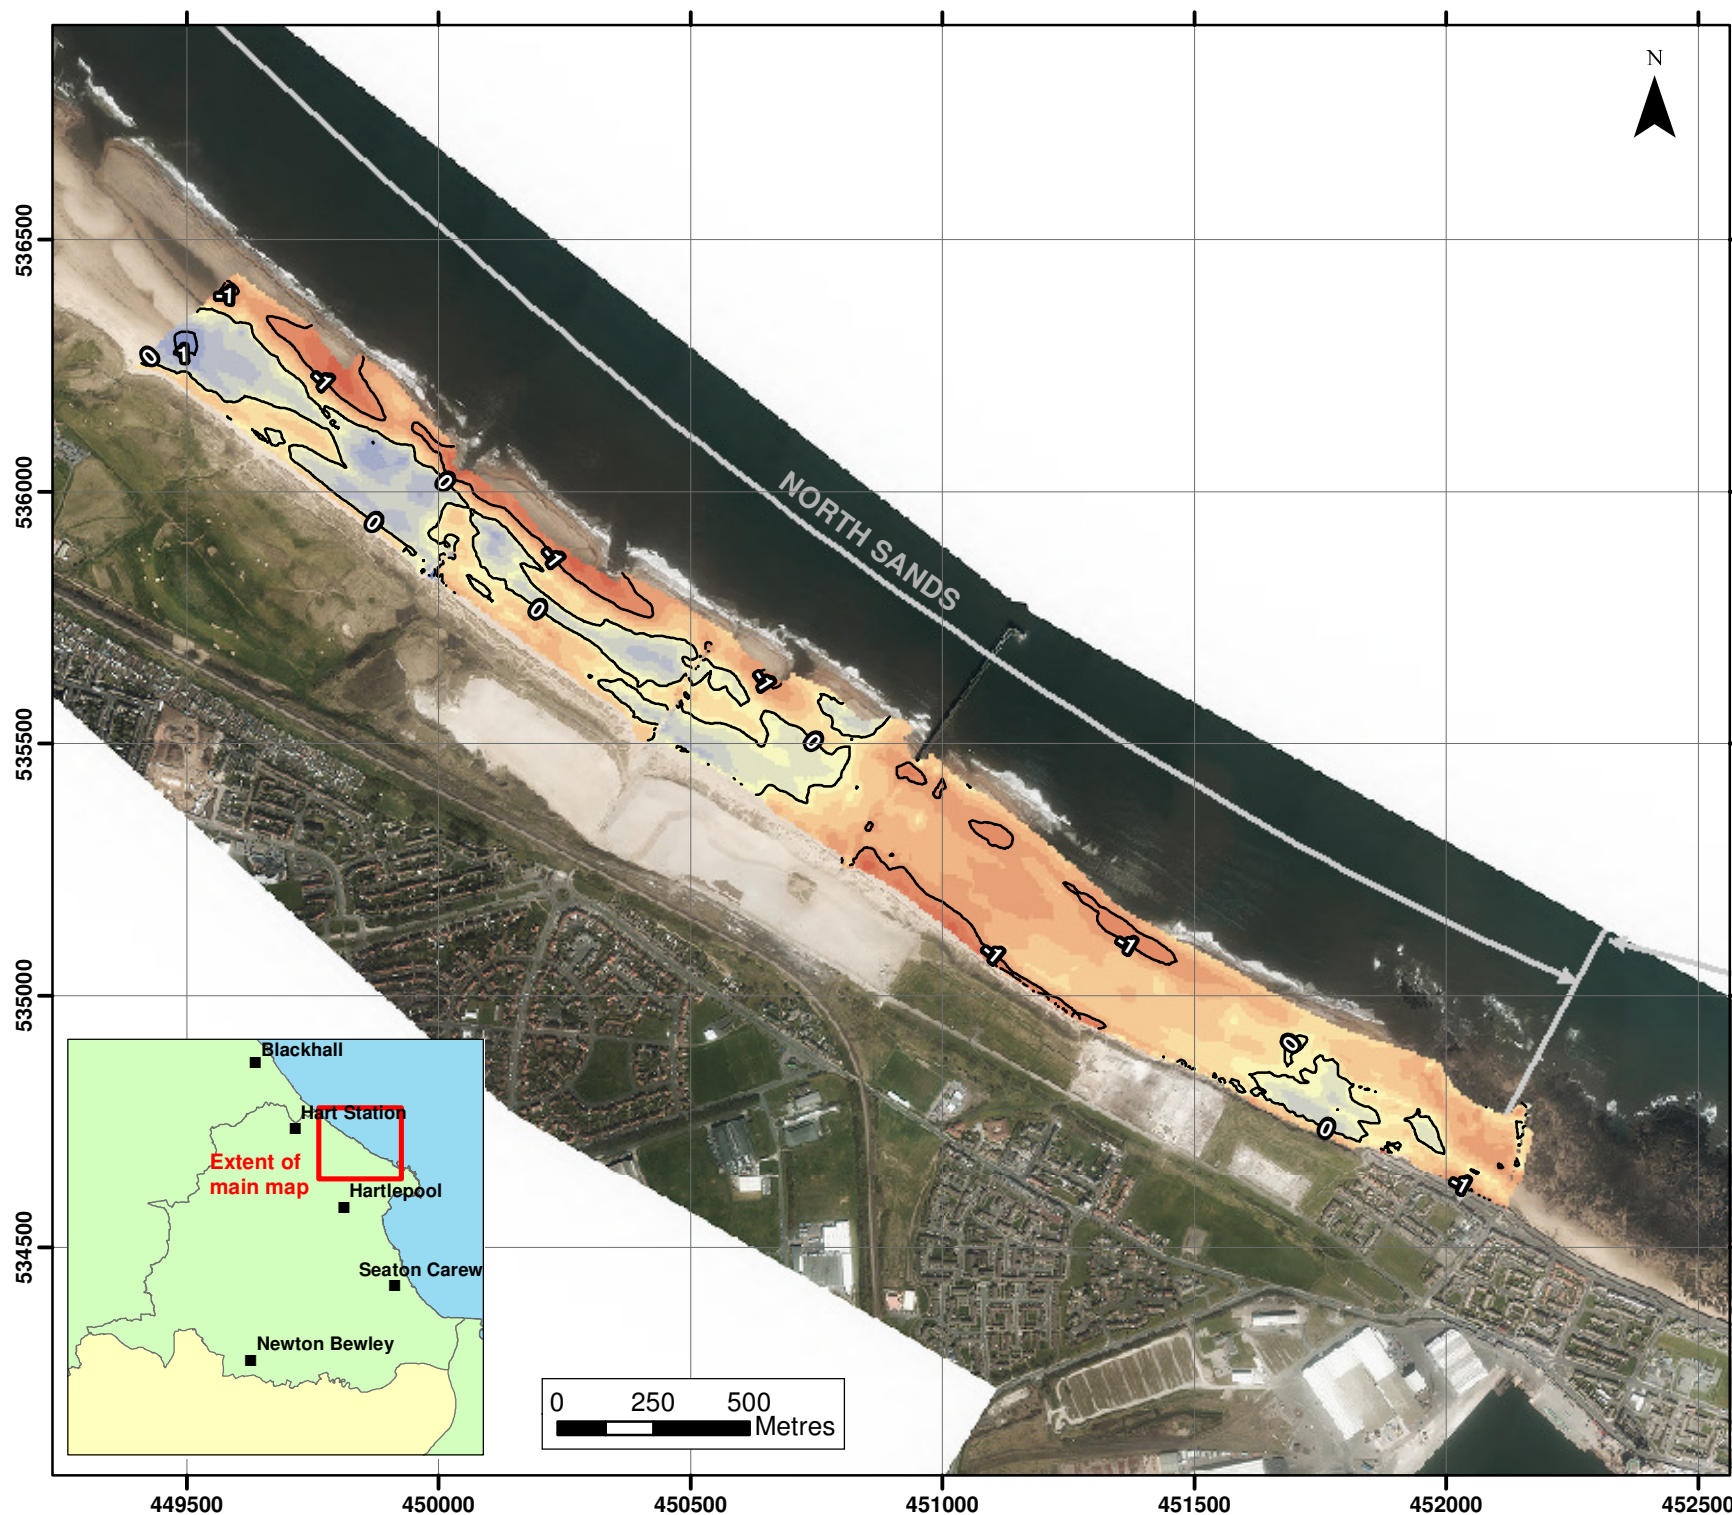 N
536500
536000
535500
535000
534500
-1
0
1
-1
0
0
-1
0
-1
0
-1
-1
0
0
-1
NORTH SANDS
Blackhall
Hart Station
Extent of
main map
Hartlepool
Seaton Carew
Newton Bewley
0 250 500
Metres
449500 450000 450500 451000 451500 452000 452500